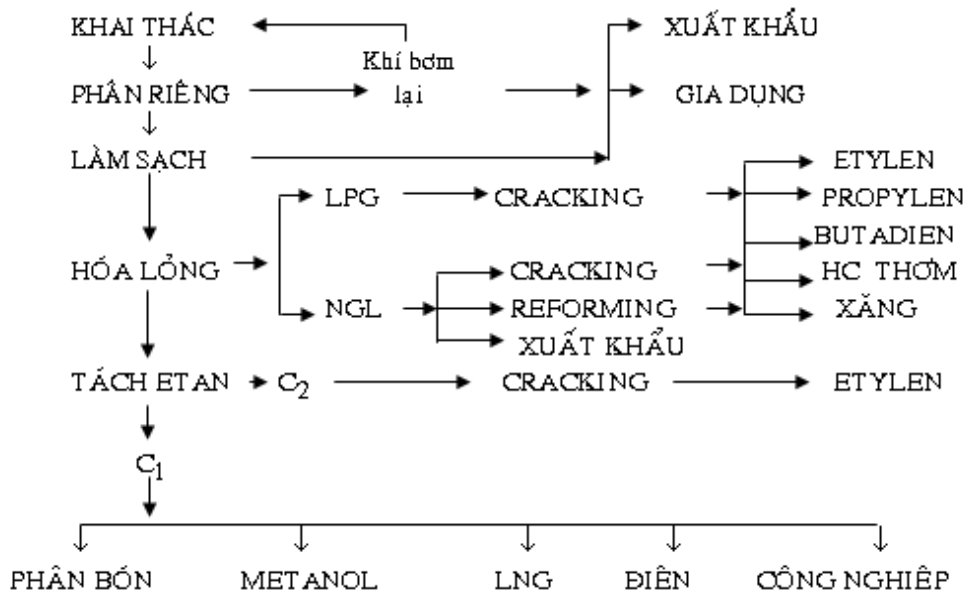 KHAI THÁC XUẤT KHẨU
Khí bơm
PHÂN RIÊNG lại GIA DỤNG
LÀM SẠCH ETYLEN
LPG CRACKING PROPYLEN
BUTADIEN
HÓA LỎNG CRACKING HC THƠM
NGL REFORMING XĂNG
XUẤT KHẨU
TÁCH ETAN C2 CRACKING ETYLEN
C1
PHÂN BÓN METANOL LNG ĐIÊN CÔNG NGHIÊP